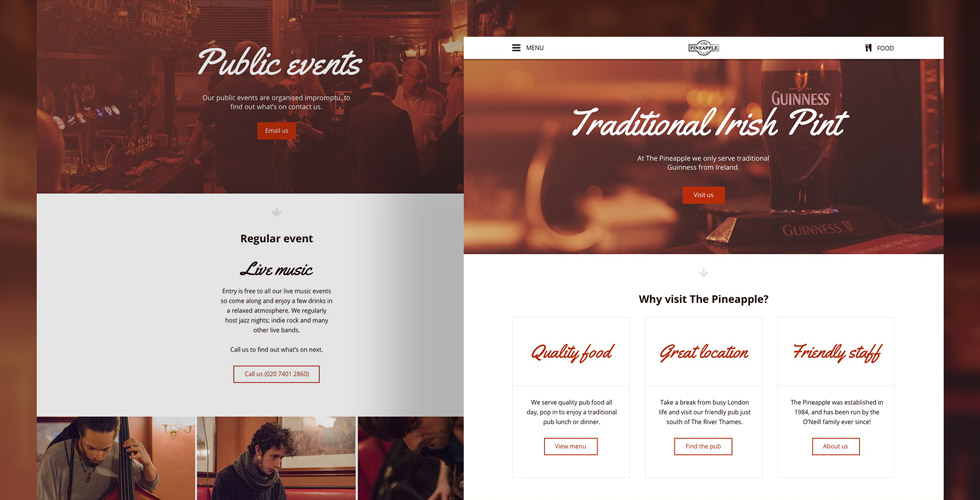 Public events
Our public events are organised impromptu, to
find out what's on contact us.
Email us
Regular event
Live music
Entry is free to all our live music events
so come along and enjoy a few drinks in
a relaxed atmosphere. We regularly
host jazz nights; indie rock and many
other live bands.
Call us to find out what's on next.
Call us (020 7401 2860)
MENU
PINEAPPLE
FOOD
GUINNESS
Traditional Irish Pint
At The Pineapple we only serve traditional
Guinness from Ireland.
Visit us
GUINNESS
Why visit The Pineapple?
Quality food
We serve quality pub food all
day, pop in to enjoy a traditional
pub lunch or dinner.
View menu
Great location
Take a break from busy London
life and visit our friendly pub just
south of The River Thames.
Find the pub
Friendly staff
The Pineapple was established in
1984, and has been run by the
O'Neill family ever since!
About us